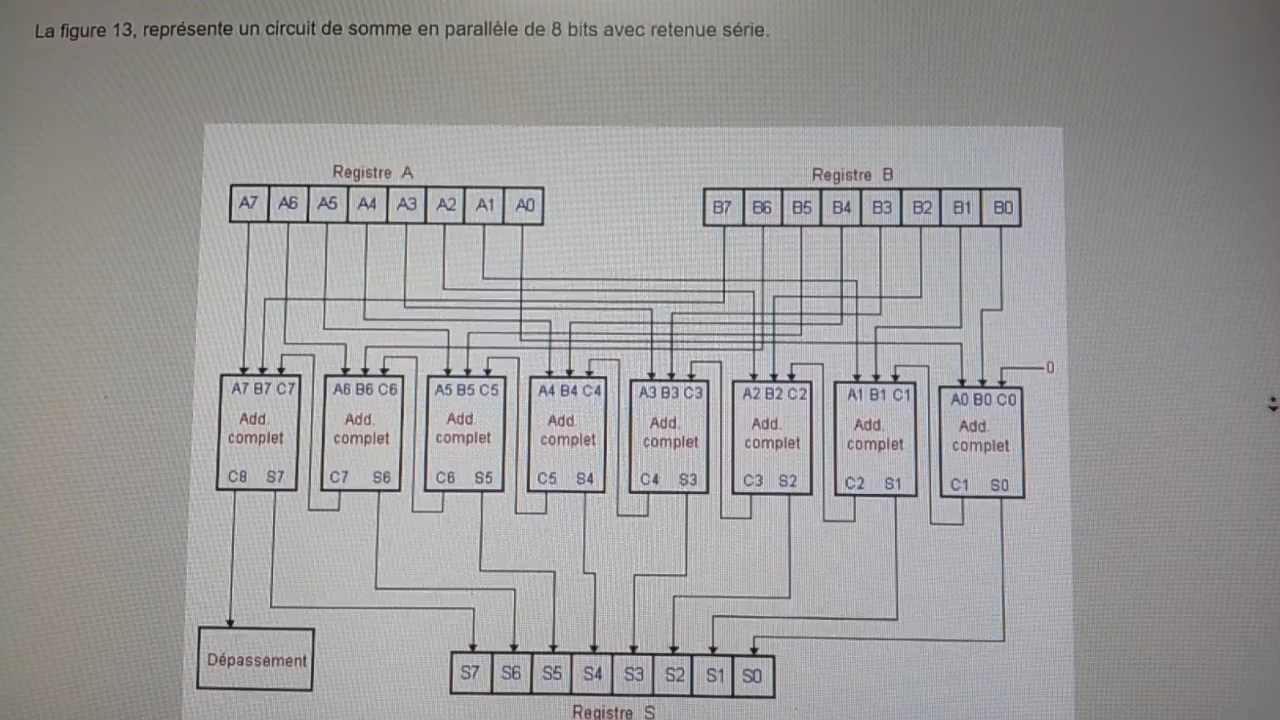 La figure 13, représente un circuit de somme en parallèle de 8 bits avec retenue série.
Registre A
Registre B
A7 A6 A5 A4 A3 A2 A1 A0
B7 B6 B5 B4 B3 B2 B1 B0
0
A7 B7 C7 A6 B6 C6 A5 B5 C5 A4 B4 C4 A3 B3 C3 A2 B2 C2 A1 B1 C1 A0 B0 C0
Add. Add. Add. Add. Add. Add. Add. Add.
complet complet complet complet complet complet complet complet
C8 S7 C7 S6 C6 S5 C5 S4 C4 S3 C3 S2 C2 S1 C1 S0
Dépassement
S7 S6 S5 S4 S3 S2 S1 S0
Registre S